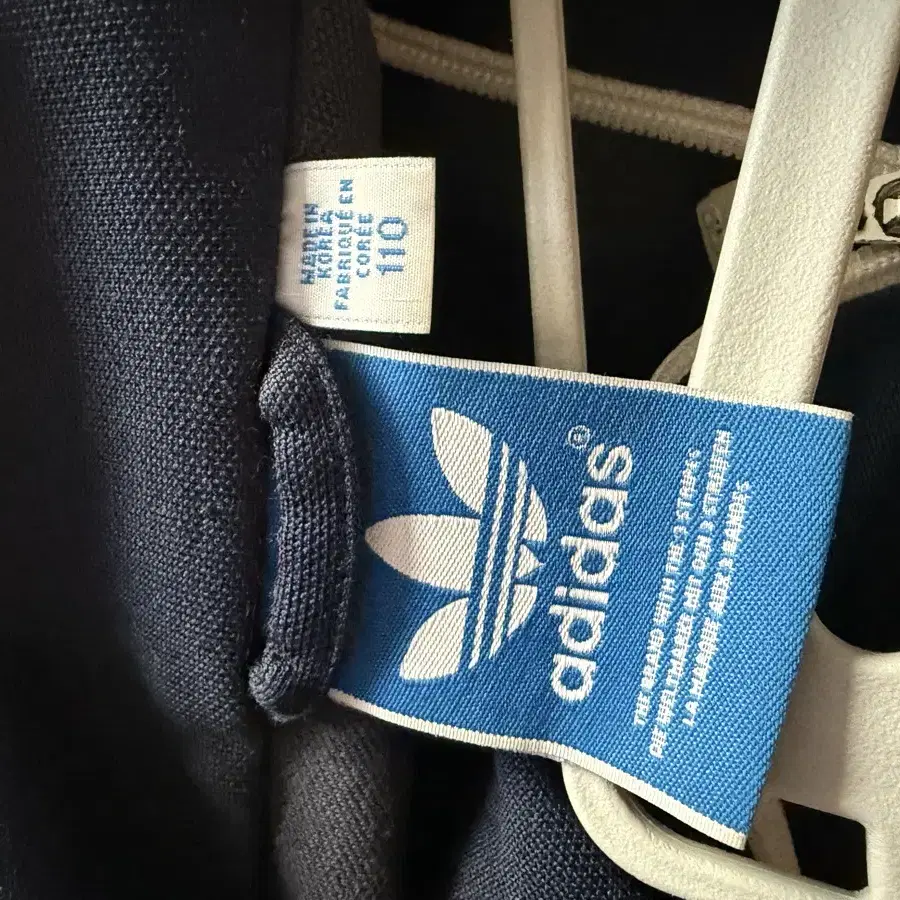 MADE IN
KOREA
FABRIQUÉ EN
CORÉE
110
adidas®
THE BRAND WITH THE 3 STRIPES
DIE WELTMARKE MIT DEN 3 STREIFEN
LA MARQUE AUX 3 BANDES